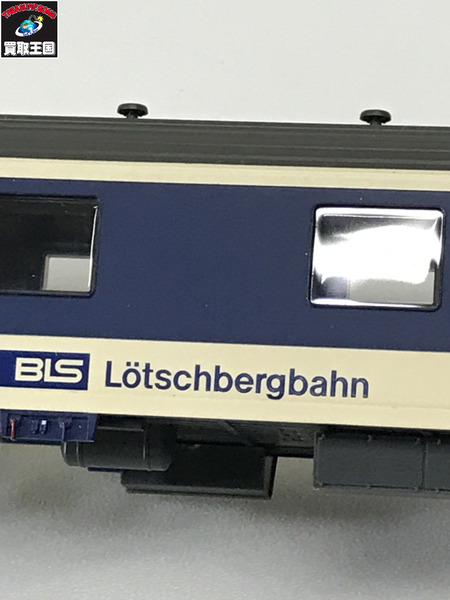 買取王国
BLS Lötschbergbahn